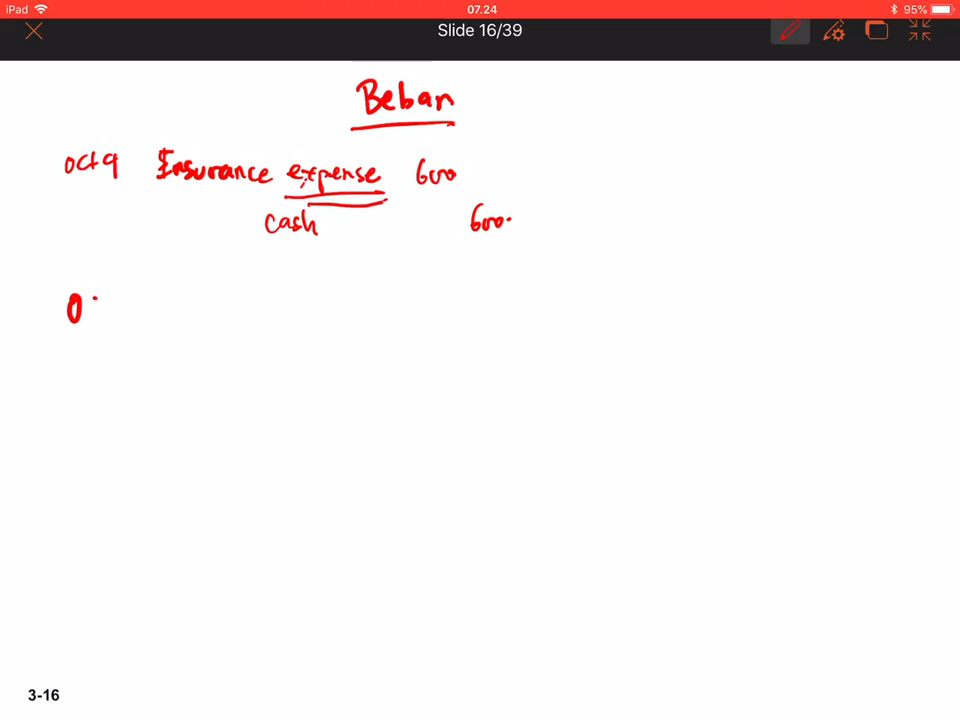 iPad 07.24 95%
Slide 16/39
Beban
Oct 9 Insurance expense 600
cash 600
O
3-16